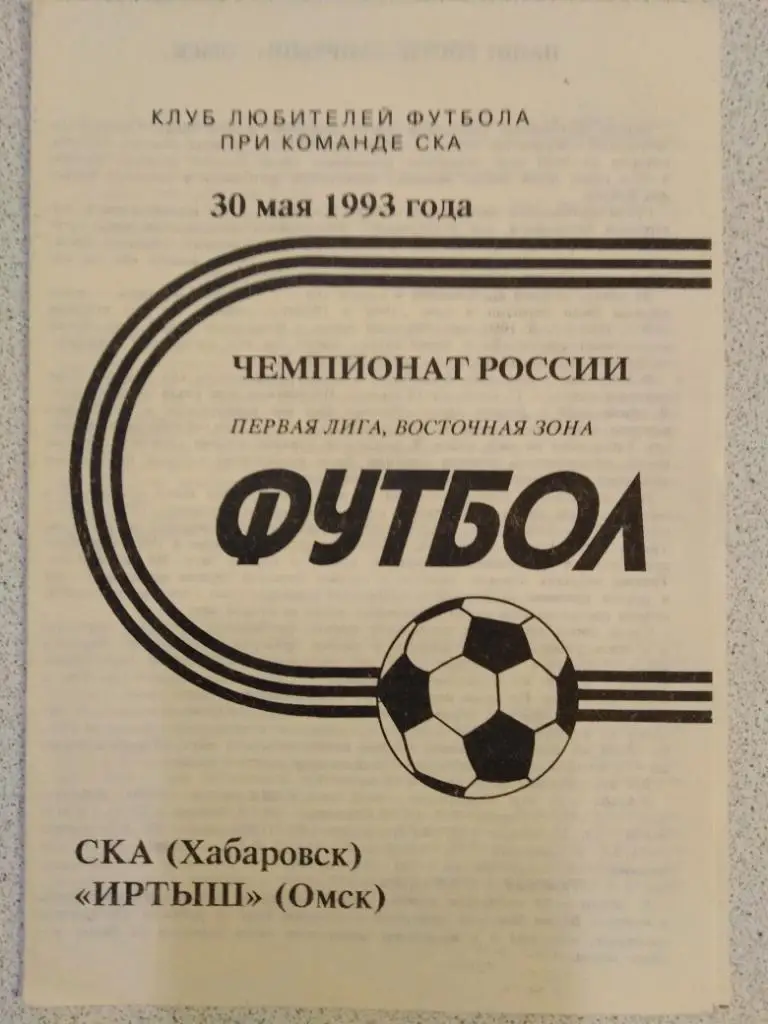 КЛУБ ЛЮБИТЕЛЕЙ ФУТБОЛА
ПРИ КОМАНДЕ СКА
30 мая 1993 года
ЧЕМПИОНАТ РОССИИ
ПЕРВАЯ ЛИГА, ВОСТОЧНАЯ ЗОНА
ФУТБОЛ
СКА (Хабаровск)
«ИРТЫШ» (Омск)